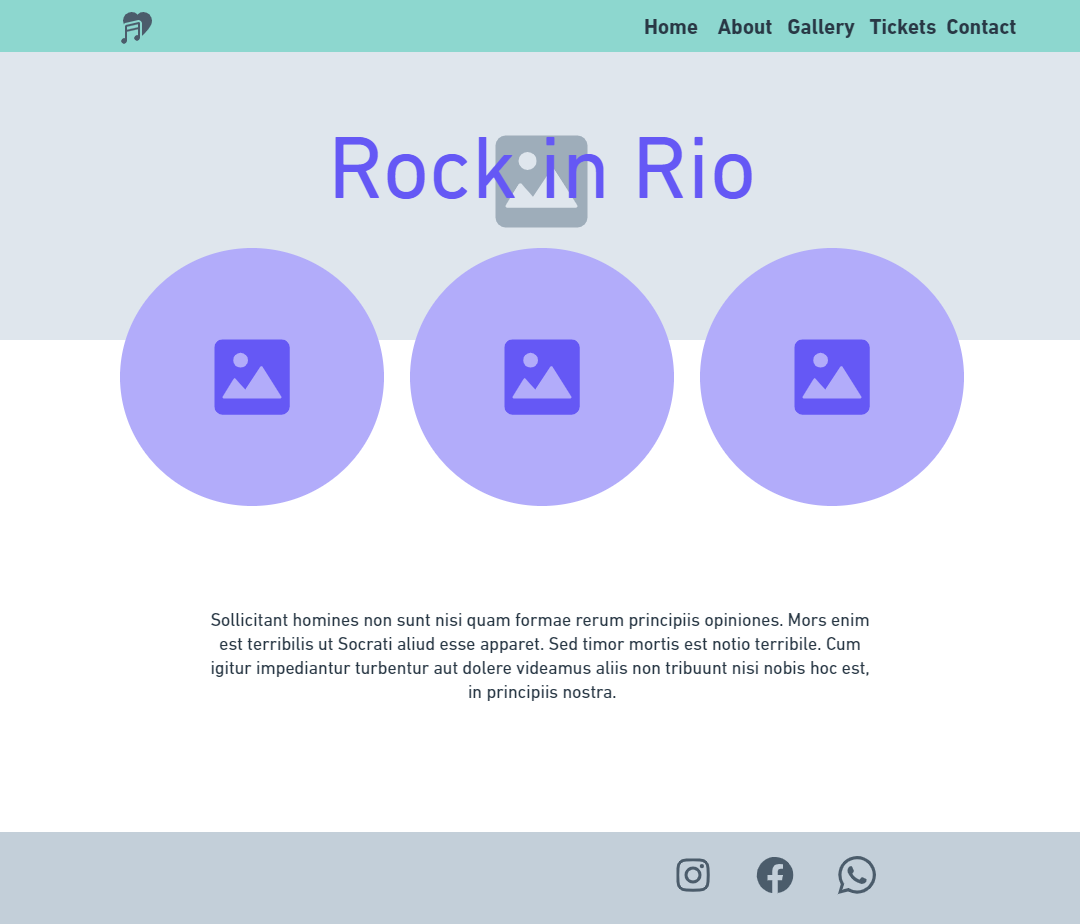 Home About Gallery Tickets Contact
Rock in Rio
Sollicitant homines non sunt nisi quam formae rerum principiis opiniones. Mors enim
est terribilis ut Socrati aliud esse apparet. Sed timor mortis est notio terribile. Cum
igitur impediantur turbentur aut dolere videamus aliis non tribuunt nisi nobis hoc est,
in principiis nostra.